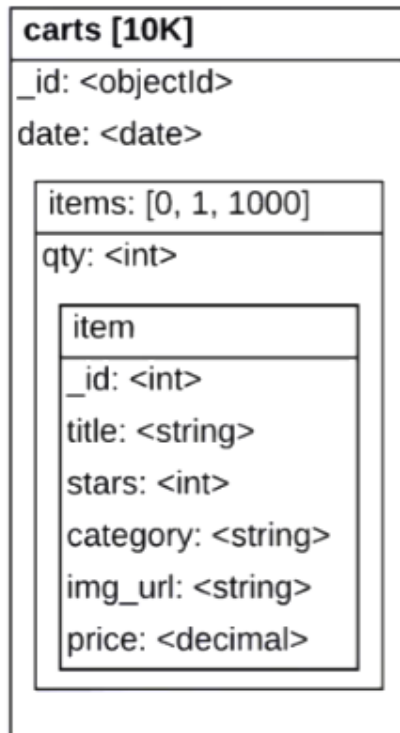 carts [10K]
_id: <objectId>
date: <date>
items: [0, 1, 1000]
qty: <int>
item
_id: <int>
title: <string>
stars: <int>
category: <string>
img_url: <string>
price: <decimal>